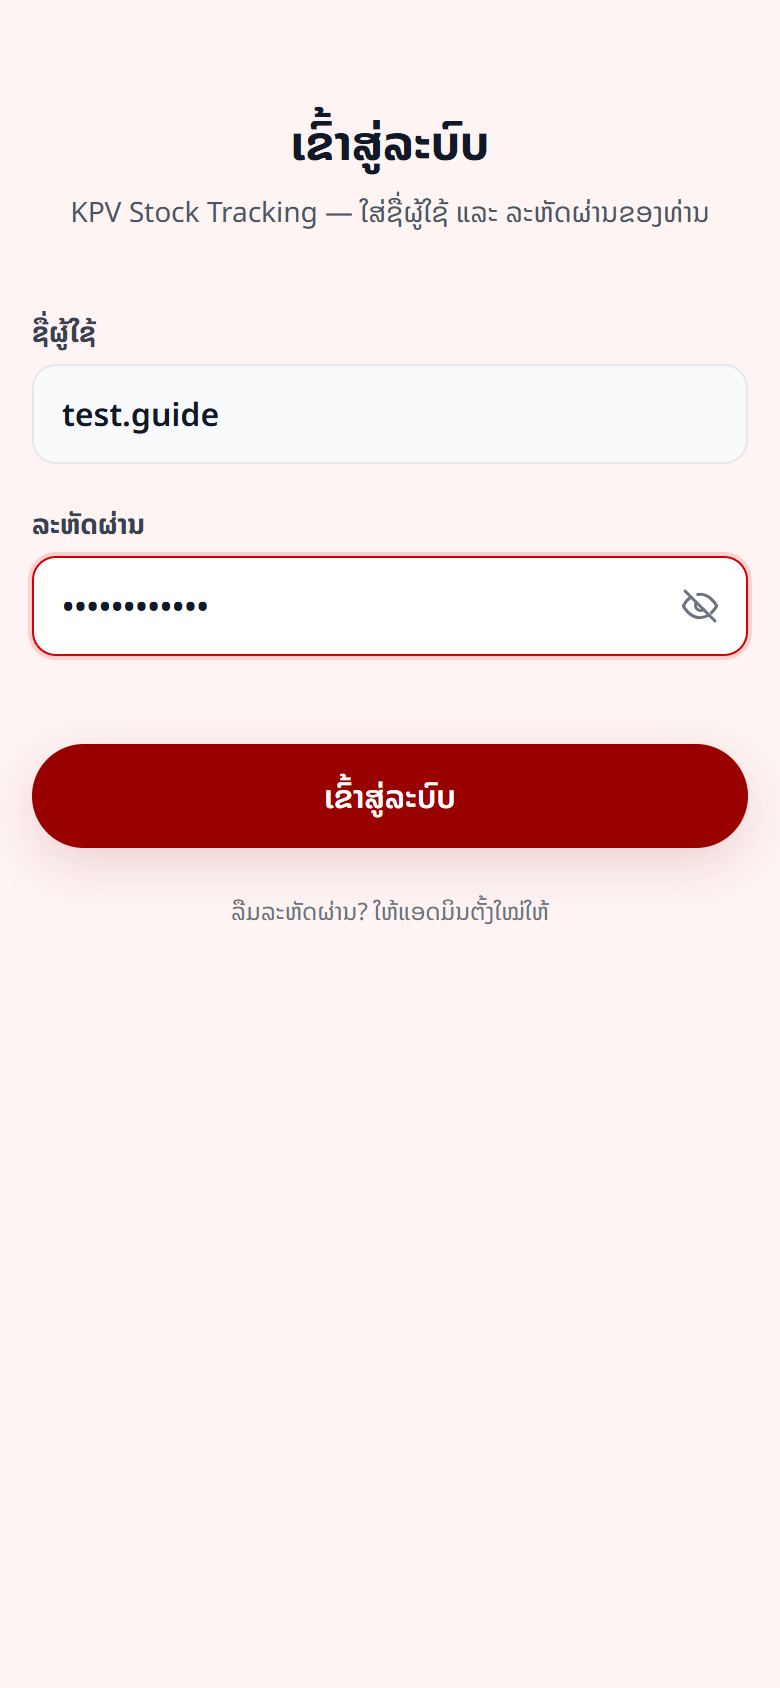 ເຂົ້າສູ່ລະບົບ
KPV Stock Tracking — ໃສ່ຊື່ຜູ້ໃຊ້ ແລະ ລະຫັດຜ່ານຂອງທ່ານ
ຊື່ຜູ້ໃຊ້
test.guide
ລະຫັດຜ່ານ
••••••••••••
ເຂົ້າສູ່ລະບົບ
ລືມລະຫັດຜ່ານ? ໃຫ້ແອດມິນຕັ້ງໃໝ່ໃຫ້